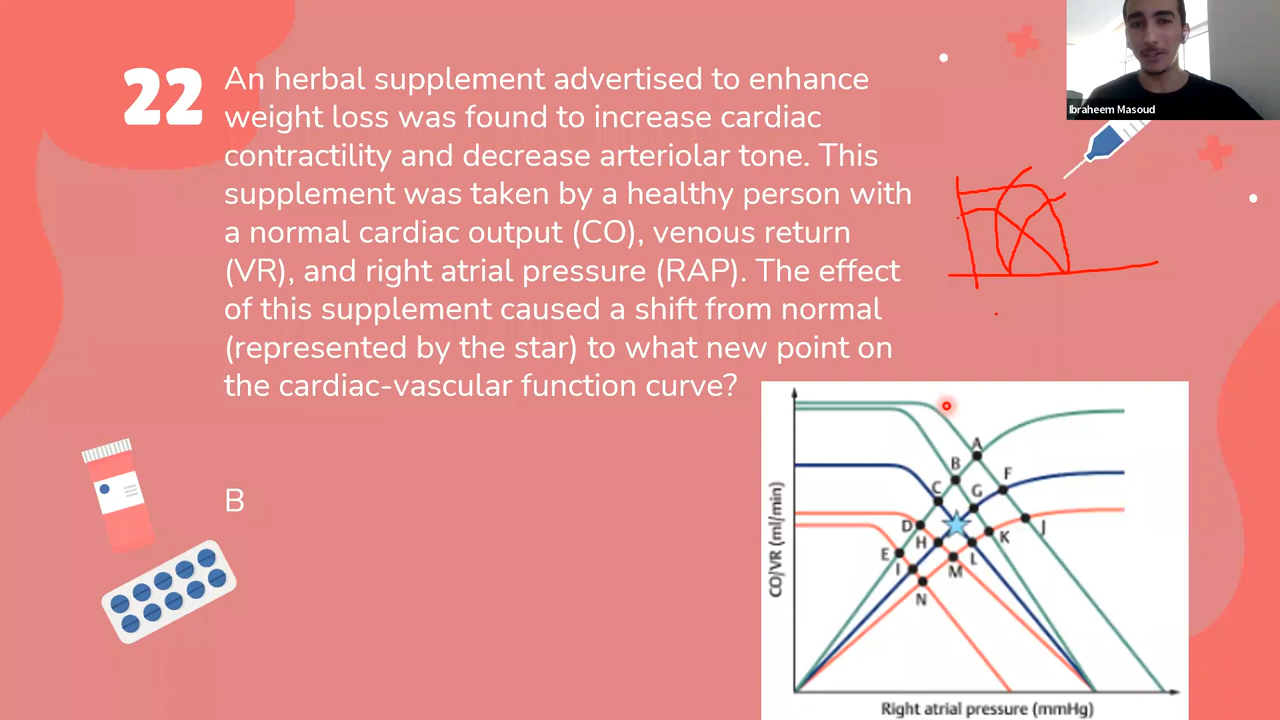 22
An herbal supplement advertised to enhance
weight loss was found to increase cardiac
contractility and decrease arteriolar tone. This
supplement was taken by a healthy person with
a normal cardiac output (CO), venous return
(VR), and right atrial pressure (RAP). The effect
of this supplement caused a shift from normal
(represented by the star) to what new point on
the cardiac-vascular function curve?
B
Ibraheem Masoud
CO/VR (ml/min)
A
B
F
C
G
D
J
H
K
E
L
I
M
N
Right atrial pressure (mmHg)